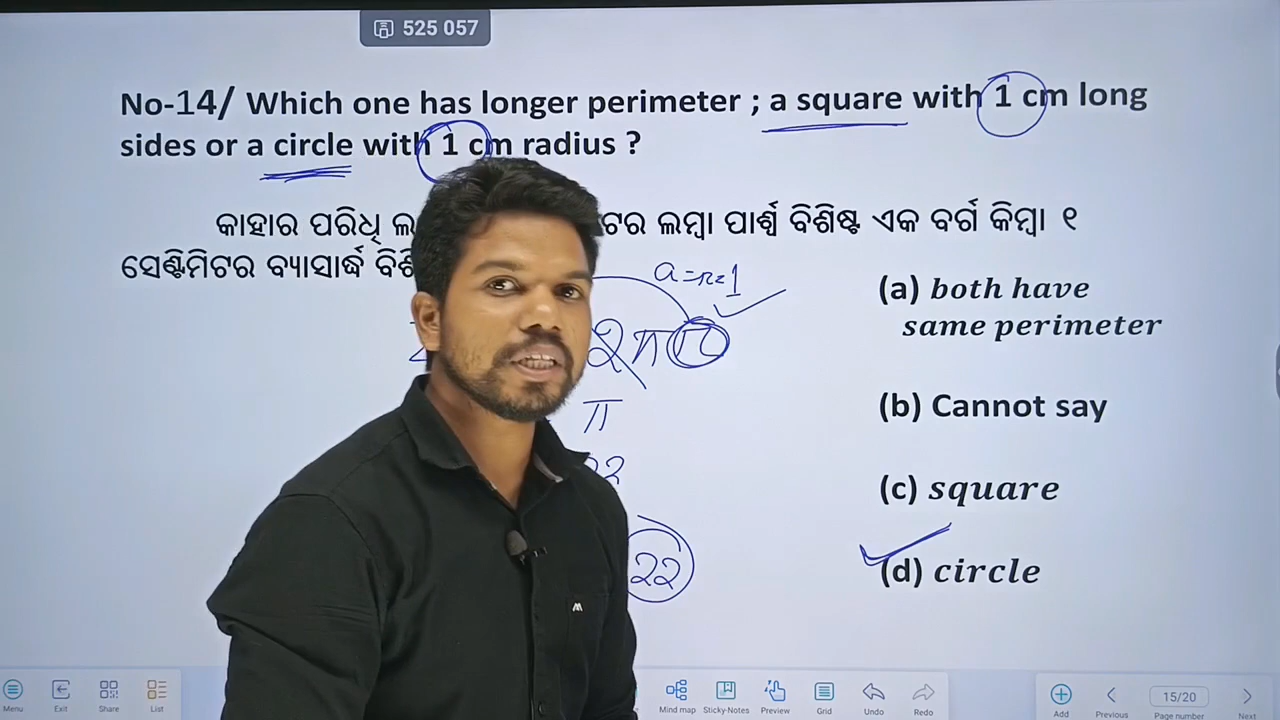 525 057
No-14/ Which one has longer perimeter ; a square with 1 cm long
sides or a circle with 1 cm radius ?
କାହାର ପରିଧି ଟର ଲମ୍ବା ପାର୍ଶ୍ୱ ବିଶିଷ୍ଟ ଏକ ବର୍ଗ କିମ୍ବା ୧
ସେଣ୍ଟିମିଟର ବ୍ୟାସାର୍ଦ୍ଧ
a=r=1
(a) both have
same perimeter
2πr
(b) Cannot say
π
22
(c) square
22
(d) circle
Menu Exit Share List Mind map Sticky-Notes Preview Grid Undo Redo Add Previous 15/20 Page number Next